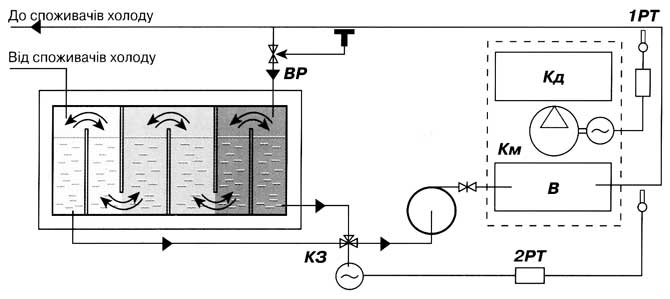 До споживачів холоду
1РТ
Від споживачів холоду
ВР
Кд
Км
В
КЗ
2РТ